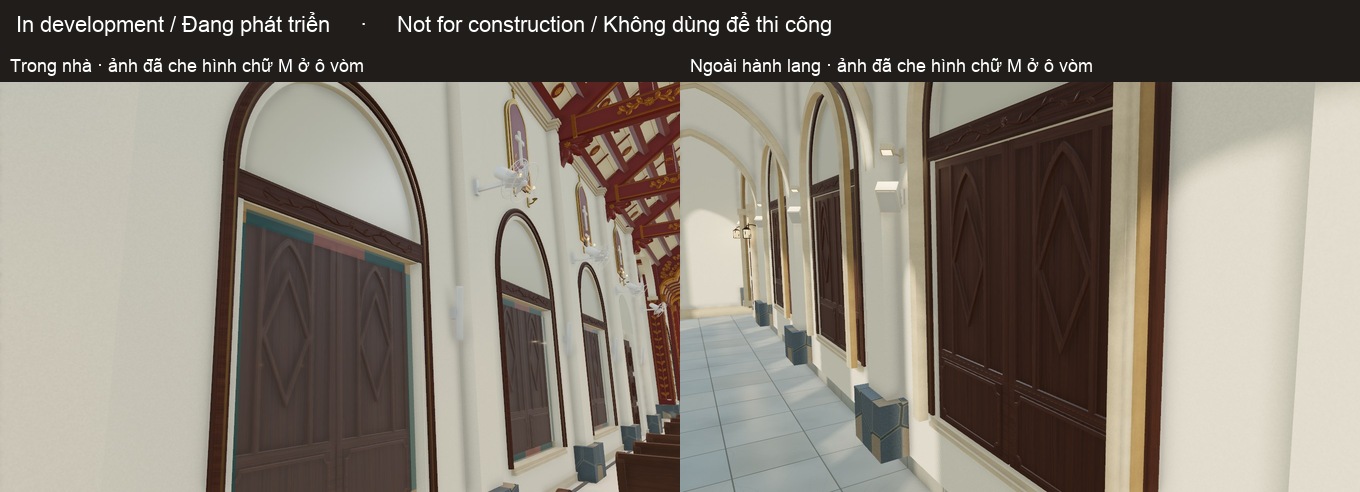 In development / Đang phát triển · Not for construction / Không dùng để thi công
Trong nhà · ảnh đã che hình chữ M ở ô vòm
Ngoài hành lang · ảnh đã che hình chữ M ở ô vòm